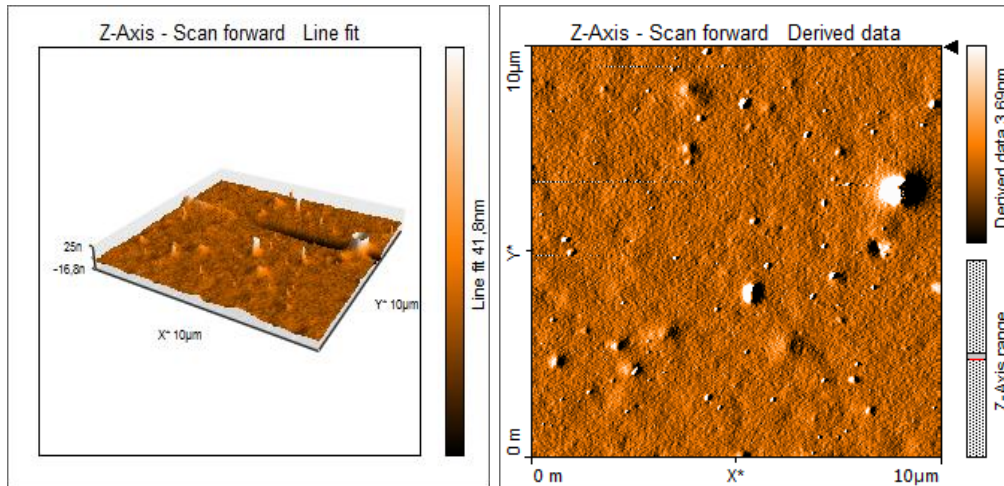 Z-Axis - Scan forward Line fit
25n
-16,8n
X* 10µm
Y* 10µm
Line fit 41,8nm
Z-Axis - Scan forward Derived data
10µm
Y*
0 m
0 m
X*
10µm
Derived data 3,69nm
Z-Axis range